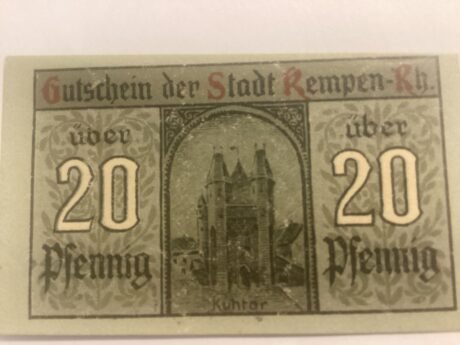 Gutschein der Stadt Kempen-Rh.
über über
20 20
Pfennig Pfennig
Kuhtor